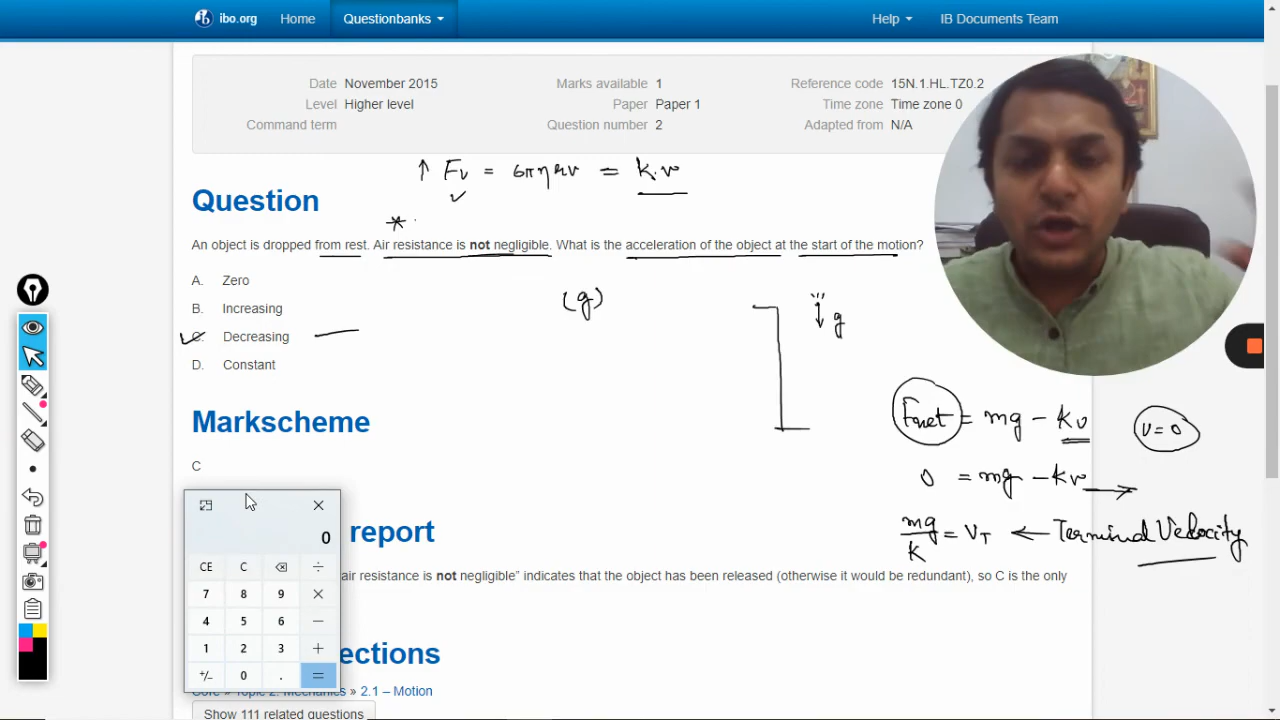 ibo.org Home Questionbanks Help IB Documents Team
Date November 2015 Marks available 1 Reference code 15N.1.HL.TZ0.2
Level Higher level Paper Paper 1 Time zone Time zone 0
Command term Question number 2 Adapted from N/A
↑ Fv = 6πηrv = k.v
Question
*
An object is dropped from rest. Air resistance is not negligible. What is the acceleration of the object at the start of the motion?
A. Zero
B. Increasing
(g)
g
C. Decreasing
D. Constant
Fnet = mg - kv
v=0
Markscheme
C
0 = mg - kv
× 0
mg/k = VT ← Terminal Velocity
report
CE C ÷
air resistance is not negligible" indicates that the object has been released (otherwise it would be redundant), so C is the only
7 8 9 ×
4 5 6 -
1 2 3 +
ections
+/- 0 . =
Core » Topic 2: Mechanics » 2.1 – Motion
Show 111 related questions